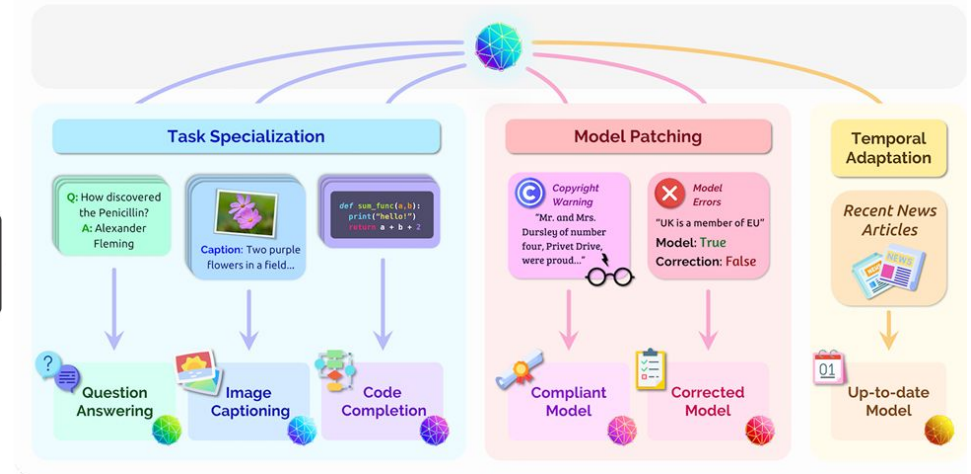 Task Specialization
Q: How discovered
the Penicillin?
A: Alexander
Fleming
Caption: Two purple
flowers in a field...
def sum_func(a,b):
print("hello!")
return a + b + 2
Question
Answering
Image
Captioning
Code
Completion
Model Patching
Copyright
Warning
"Mr. and Mrs.
Dursley of number
four, Privet Drive,
were proud..."
Model
Errors
"UK is a member of EU"
Model: True
Correction: False
Compliant
Model
Corrected
Model
Temporal
Adaptation
Recent News
Articles
NEWS
NEWS
01
Up-to-date
Model